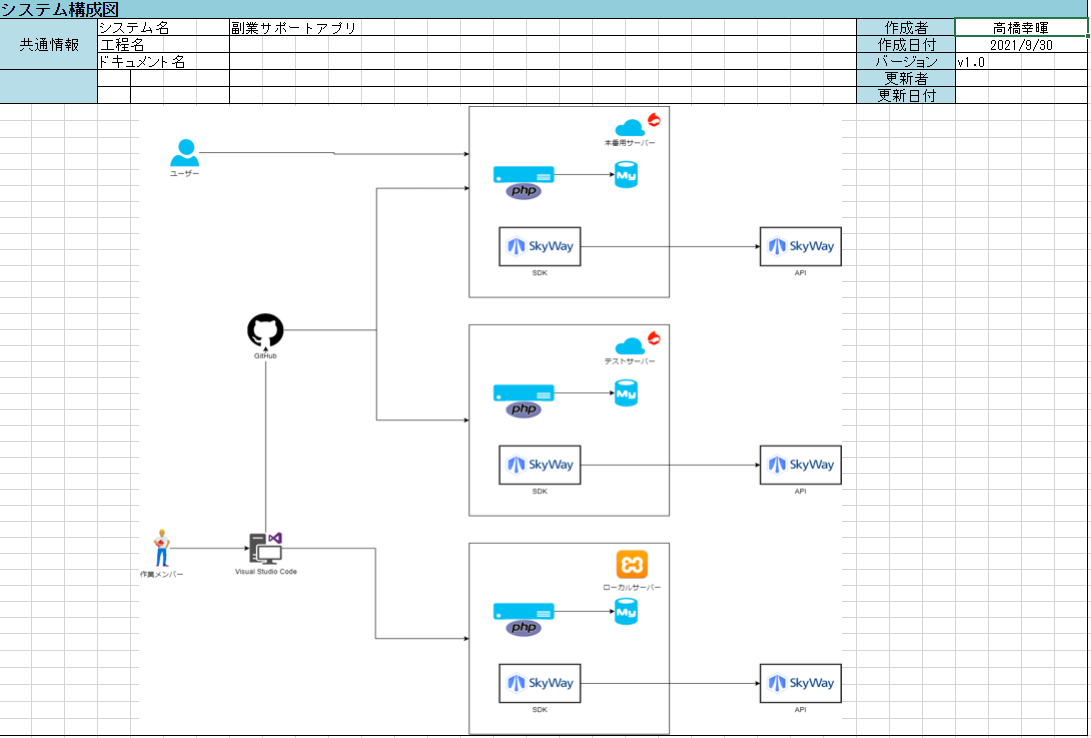 システム構成図
共通情報
システム名
副業サポートアプリ
作成者
高橋幸暉
工程名
作成日付
2021/9/30
ドキュメント名
バージョン
v1.0
更新者
更新日付
ユーザー
本番用サーバー
php
My
SkyWay
SDK
SkyWay
API
GitHub
テストサーバー
php
My
SkyWay
SDK
SkyWay
API
作業メンバー
Visual Studio Code
ローカルサーバー
php
My
SkyWay
SDK
SkyWay
API